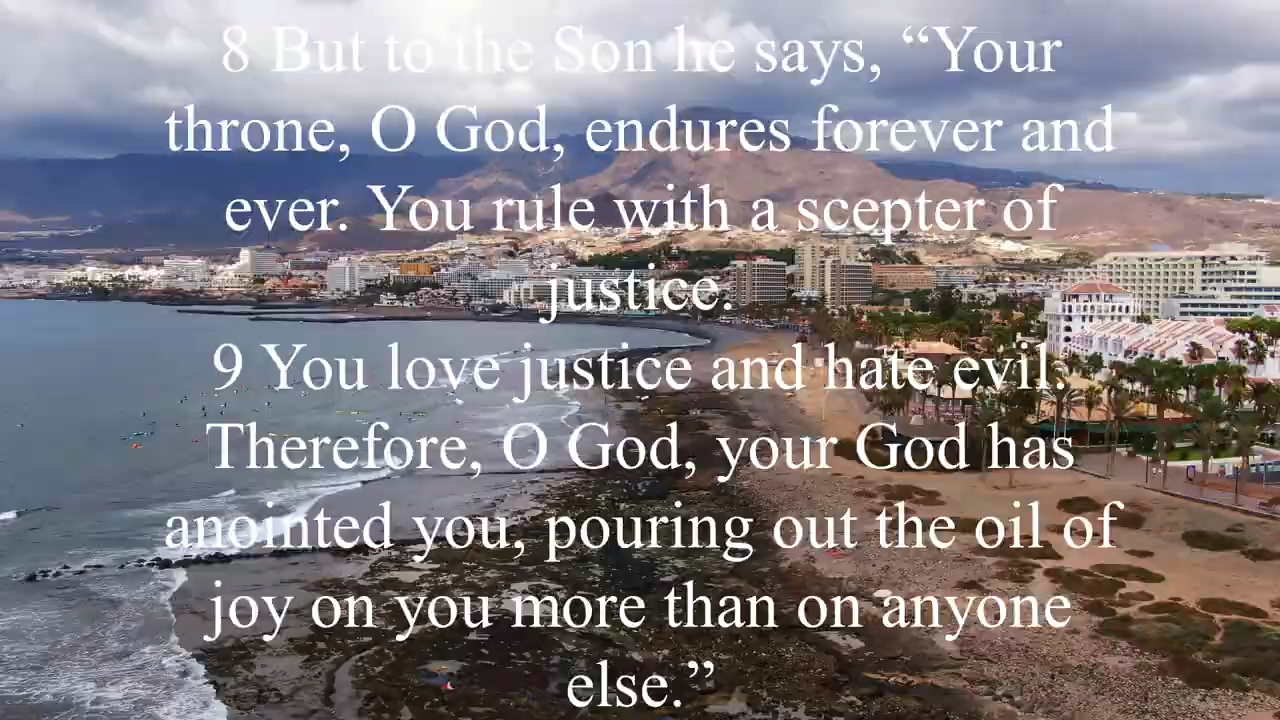 8 But to the Son he says, “Your
throne, O God, endures forever and
ever. You rule with a scepter of
justice.
9 You love justice and hate evil.
Therefore, O God, your God has
anointed you, pouring out the oil of
joy on you more than on anyone
else.”